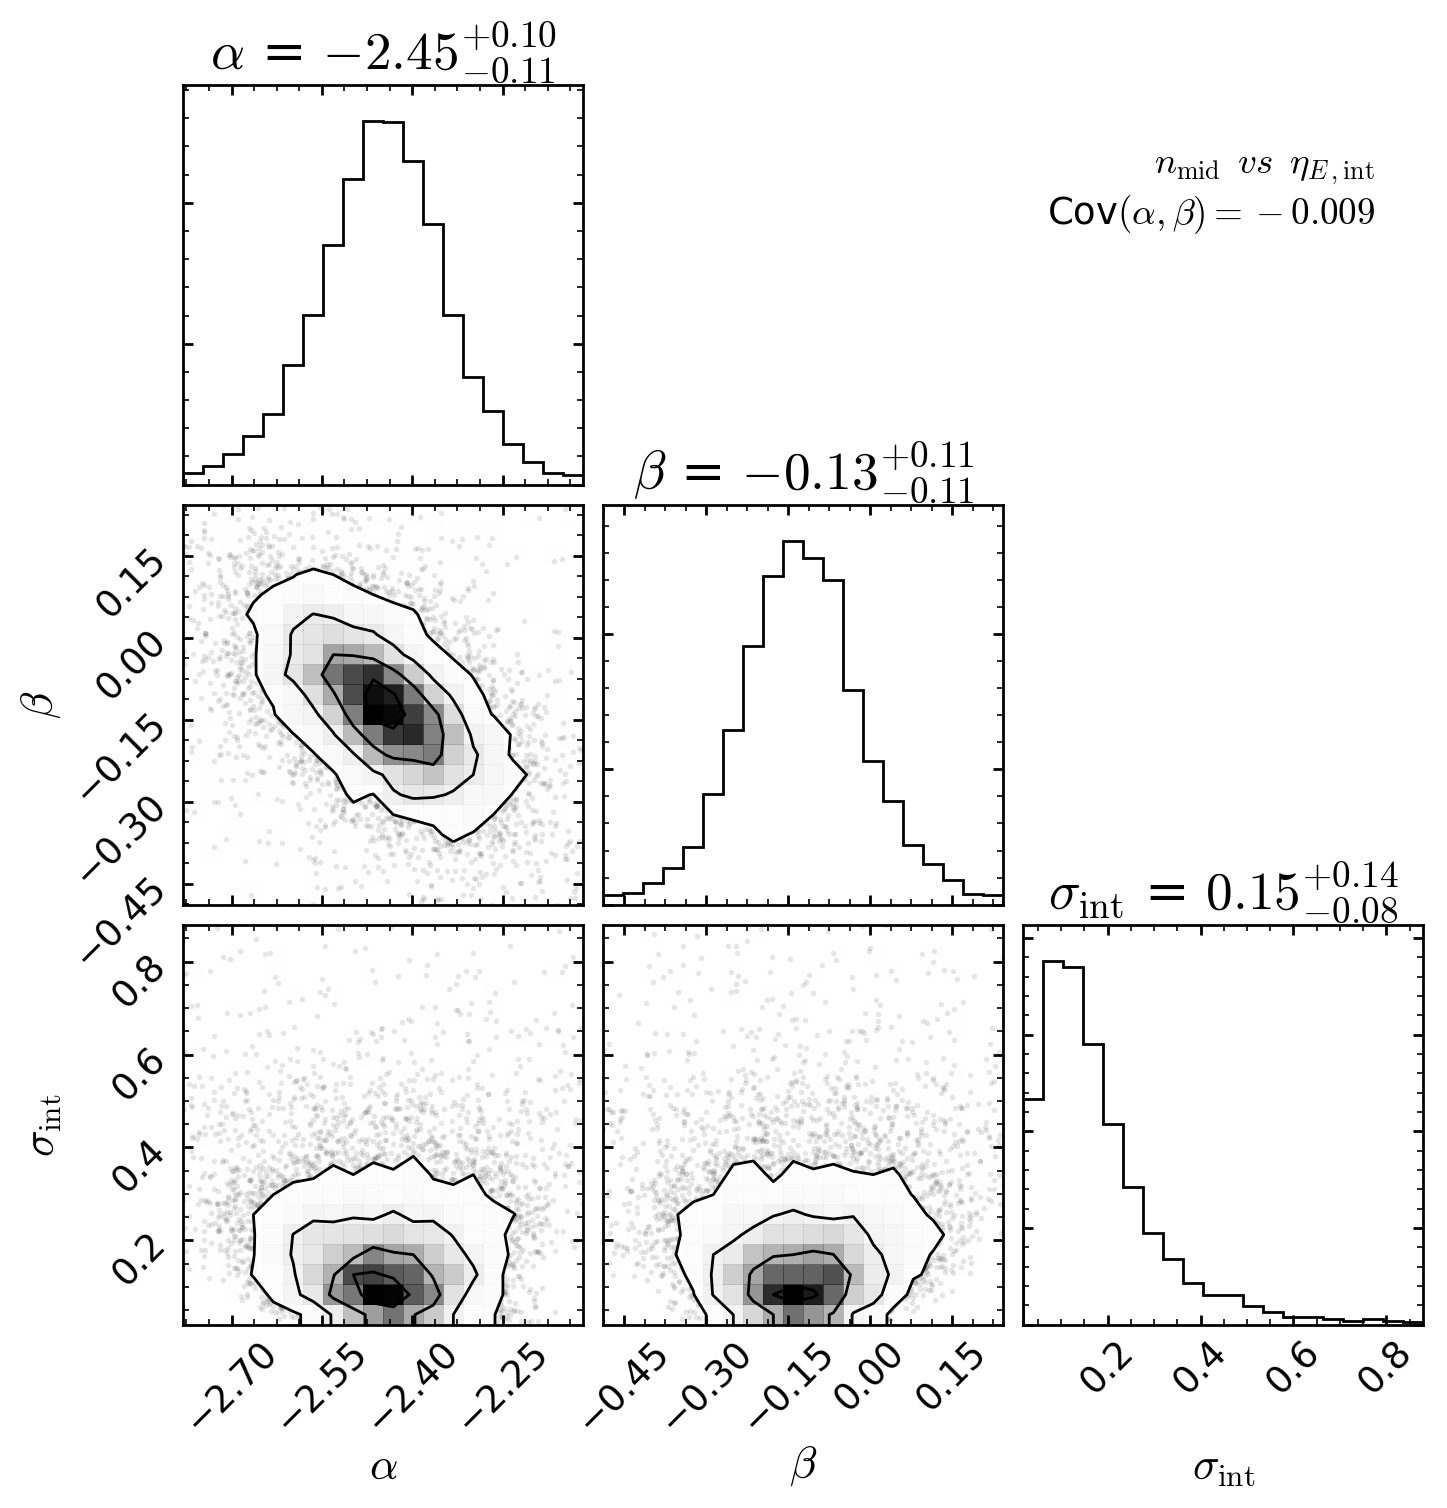 α = −2.45 +0.10 −0.11
n_mid vs η_E,int
Cov(α, β) = −0.009
β = −0.13 +0.11 −0.11
0.15
0.00
−0.15
−0.30
−0.45
β
σ_int = 0.15 +0.14 −0.08
0.8
0.6
0.4
0.2
σ_int
−2.70 −2.55 −2.40 −2.25
−0.45 −0.30 −0.15 0.00 0.15
0.2 0.4 0.6 0.8
α β σ_int